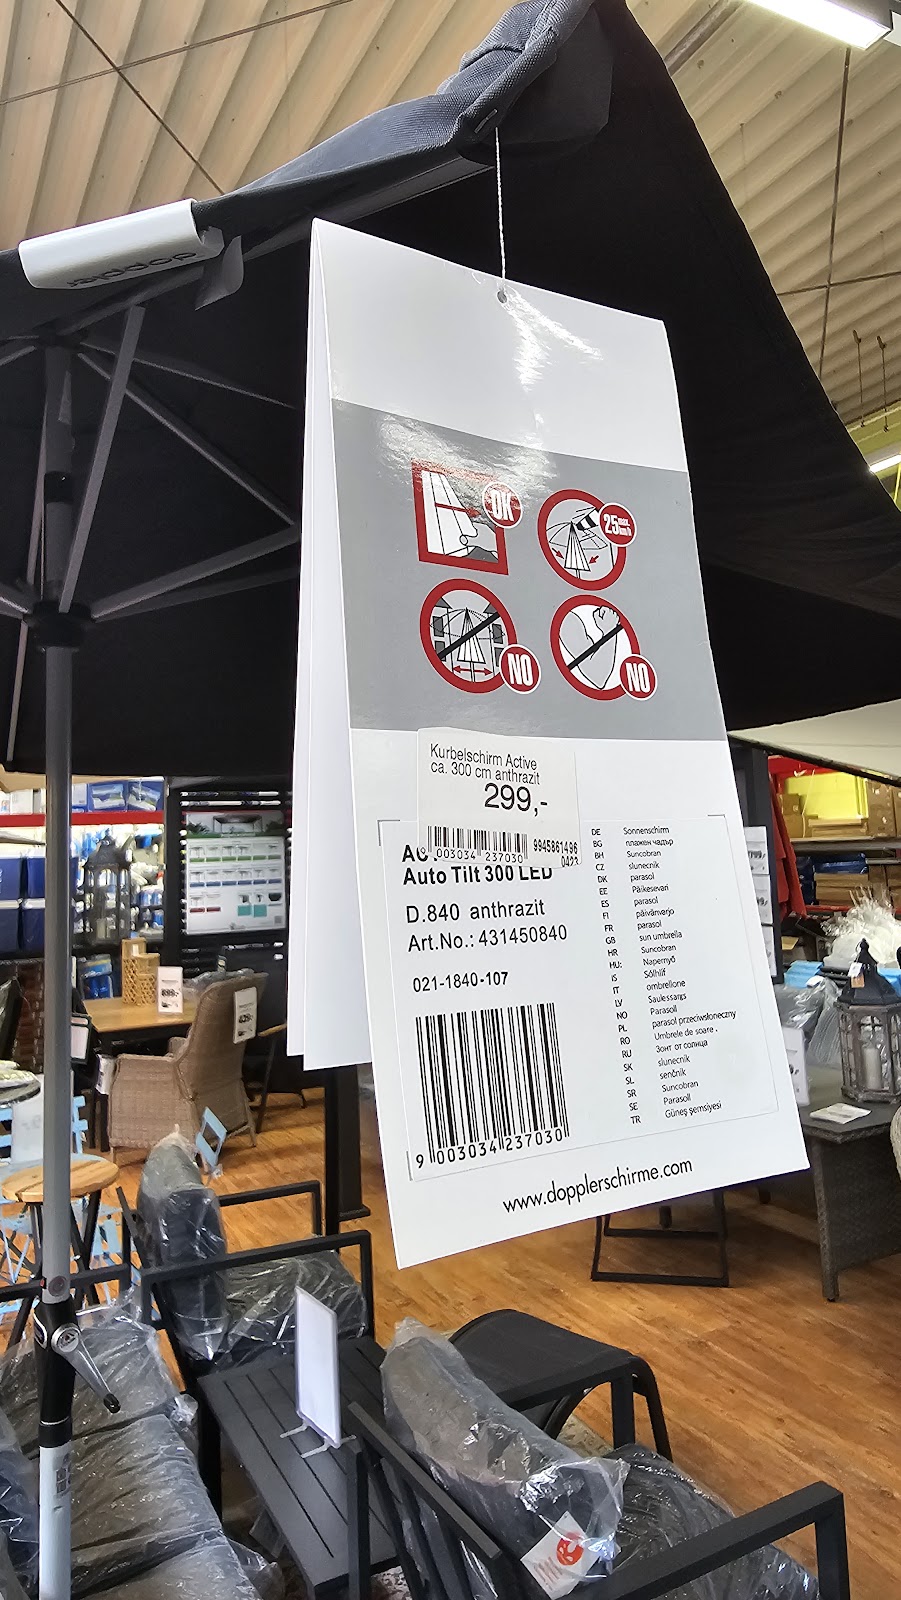 doppler
OK
25 max. km/h
NO
NO
Kurbelschirm Active
ca. 300 cm anthrazit
299,-
003034 237030
9945861496
0423
Auto Tilt 300 LED
D.840 anthrazit
Art.No.: 431450840
021-1840-107
9 003034 237030
DE Sonnenschirm
BG плажен чадър
BH Suncobran
CZ slunecnik
DK parasol
EE Päikesevari
ES parasol
FI päivänvarjo
FR parasol
GB sun umbrella
HR Suncobran
HU: Napernyő
IS Sólhlíf
IT ombrellone
LV Saulessargs
NO Parasoll
PL parasol przeciwsłoneczny
RO Umbrele de soare .
RU Зонт от солнца
SK slunecnik
SL senčnik
SR Suncobran
SE Parasoll
TR Güneş şemsiyesi
www.dopplerschirme.com